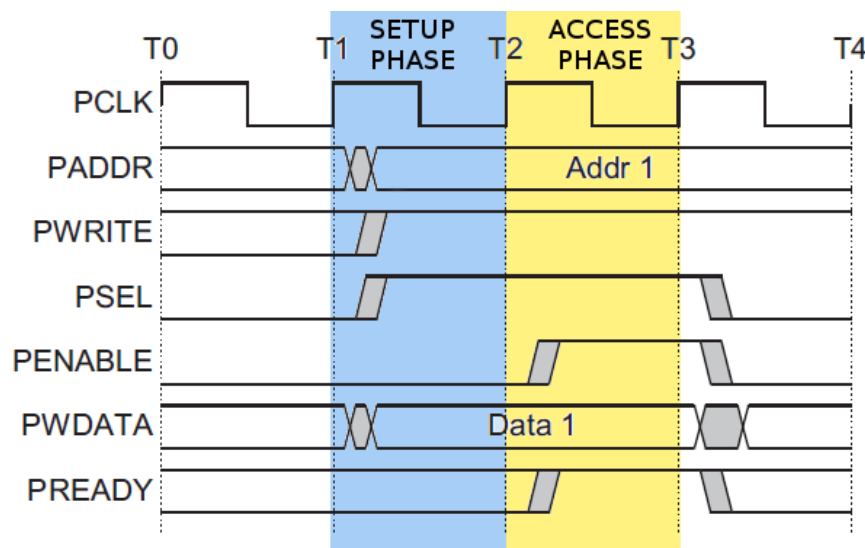 SETUP
PHASE
ACCESS
PHASE
T0
T1
T2
T3
T4
PCLK
PADDR
Addr 1
PWRITE
PSEL
PENABLE
PWDATA
Data 1
PREADY